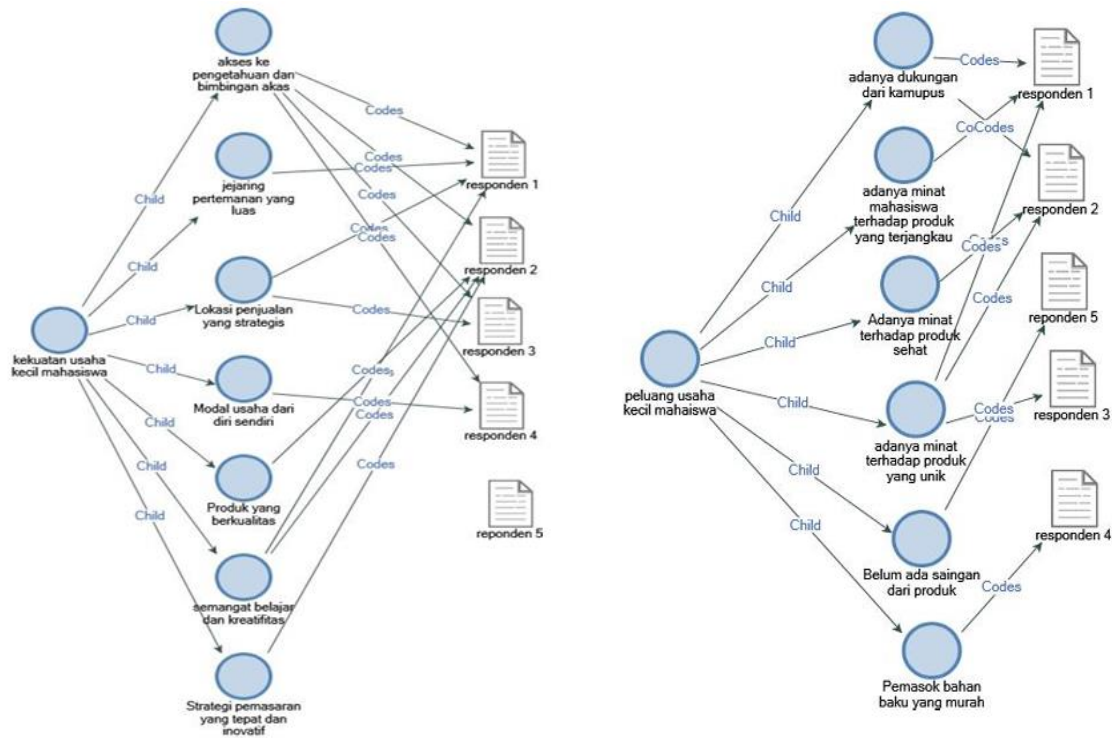 akses ke
pengetahuan dan
bimbingan akas
Codes
jejaring
pertemanan yang
luas
Codes
Codes
Codes
responden 1
Child
Child
Codes
Codes
Lokasi penjualan
yang strategis
responden 2
Child
Codes
responden 3
kekuatan usaha
kecil mahasiswa
Child
Modal usaha dari
diri sendiri
Codes
Codes
Codes
responden 4
Child
Produk yang
berkualitas
Codes
Child
Child
reponden 5
semangat belajar
dan kreatifitas
Strategi pemasaran
yang tepat dan
inovatif
adanya dukungan
dari kamupus
Codes
responden 1
CoCodes
adanya minat
mahasiswa
terhadap produk
yang terjangkau
responden 2
Child
Child
Codes
Codes
Adanya minat
terhadap produk
sehat
Codes
reponden 5
Child
peluang usaha
kecil mahaiswa
Child
adanya minat
terhadap produk
yang unik
Codes
Codes
responden 3
Child
Child
Belum ada saingan
dari produk
Codes
responden 4
Pemasok bahan
baku yang murah